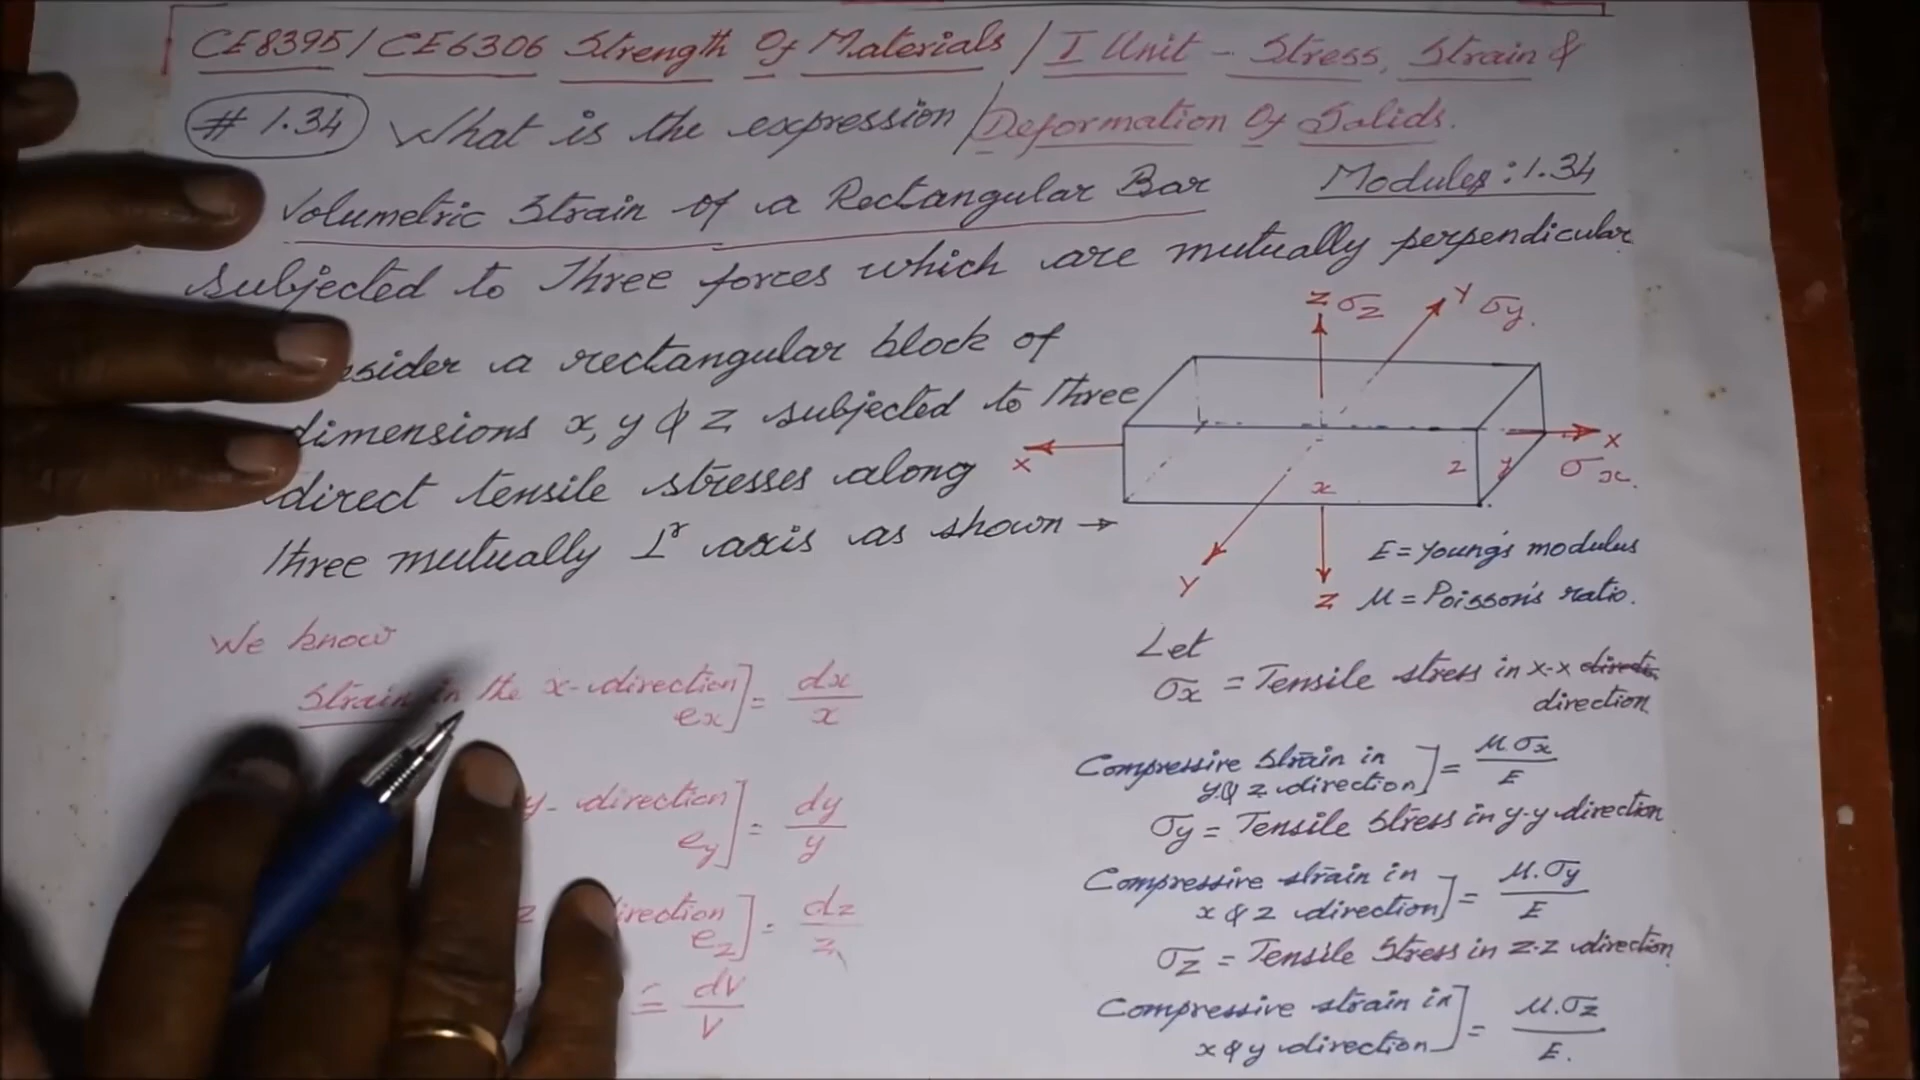 CE8395/CE6306 Strength Of Materials / I Unit - Stress, Strain &
# 1.34 What is the expression / Deformation Of Solids.
Volumetric Strain of a Rectangular Bar
Modules: 1.34
subjected to Three forces which are mutually perpendicular.
sider a rectangular block of
dimensions x, y & z subjected to Three
direct tensile stresses along
Three mutually ⊥r axis as shown →
Z σz
Y σy.
X
X
σx.
z
y
x
Y
Z
E = Young's modulus
μ = Poisson's ratio.
We know
Strain in the x-direction ex] = dx/x
y-direction ey] = dy/y
z direction ez] = dz/z
= dV/V
Let
σx = Tensile stress in x-x
direction
Compressive Strain in y & z direction] = μ.σx/E
σy = Tensile Stress in y-y direction
Compressive strain in x & z direction] = μ.σy/E
σz = Tensile Stress in z-z direction
Compressive strain in x & y direction] = μ.σz/E.